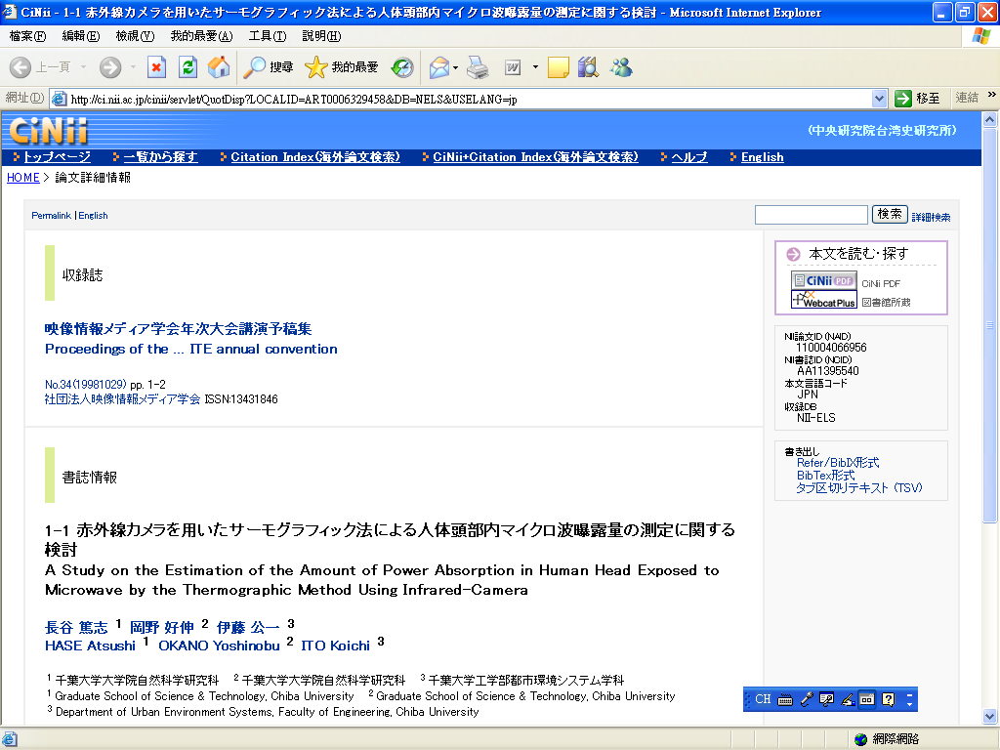 CiNii - 1-1 赤外線カメラを用いたサーモグラフィック法による人体頭部内マイクロ波曝露量の測定に関する検討 - Microsoft Internet Explorer
檔案(F) 編輯(E) 檢視(V) 我的最愛(A) 工具(T) 說明(H)
上一頁 搜尋 我的最愛
網址(D) http://ci.nii.ac.jp/cinii/servlet/QuotDisp?LOCALID=ART0006329458&DB=NELS&USELANG=jp 移至 連結 »
CiNii (中央研究院台湾史研究所)
トップページ 一覧から探す Citation Index(海外論文検索) CiNii+Citation Index(海外論文検索) ヘルプ English
HOME > 論文詳細情報
Permalink | English 検索 詳細検索
収録誌
映像情報メディア学会年次大会講演予稿集
Proceedings of the ... ITE annual convention
No.34(19981029) pp. 1-2
社団法人映像情報メディア学会 ISSN:13431846
書誌情報
1-1 赤外線カメラを用いたサーモグラフィック法による人体頭部内マイクロ波曝露量の測定に関する
検討
A Study on the Estimation of the Amount of Power Absorption in Human Head Exposed to
Microwave by the Thermographic Method Using Infrared-Camera
長谷 篤志 1 岡野 好伸 2 伊藤 公一 3
HASE Atsushi 1 OKANO Yoshinobu 2 ITO Koichi 3
1 千葉大学大学院自然科学研究科 2 千葉大学大学院自然科学研究科 3 千葉大学工学部都市環境システム学科
1 Graduate School of Science & Technology, Chiba University 2 Graduate School of Science & Technology, Chiba University
3 Department of Urban Environment Systems, Faculty of Engineering, Chiba University
本文を読む・探す
CiNii PDF CiNii PDF
WebcatPlus 図書館所蔵
NII論文ID(NAID)
110004066956
NII書誌ID(NCID)
AA11395540
本文言語コード
JPN
収録DB
NII-ELS
書き出し
Refer/BibIX形式
BibTex形式
タブ区切りテキスト (TSV)
CH
網際網路